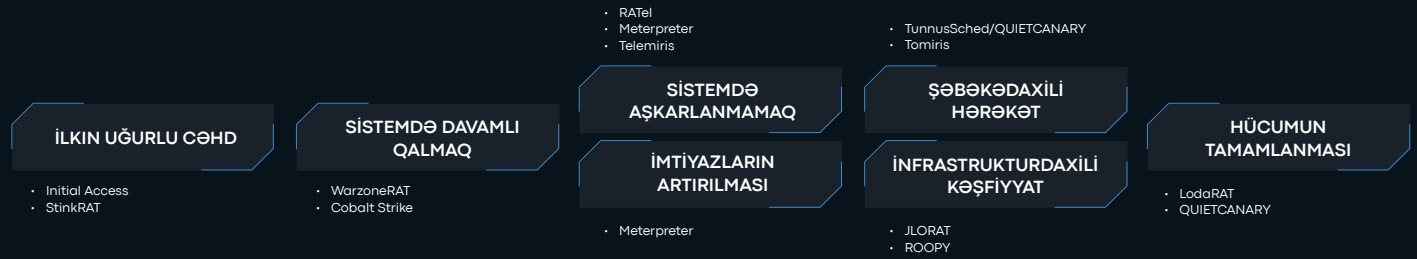 İLKIN UĞURLU CƏHD
• Initial Access
• StinkRAT
SİSTEMDƏ DAVAMLI
QALMAQ
• WarzoneRAT
• Cobalt Strike
• RATel
• Meterpreter
• Telemiris
SİSTEMDƏ
AŞKARLANMAMAQ
İMTİYAZLARIN
ARTIRILMASI
• Meterpreter
• TunnusSched/QUIETCANARY
• Tomiris
ŞƏBƏKƏDAXİLİ
HƏRƏKƏT
İNFRASTRUKTURDAXİLİ
KƏŞFİYYAT
• JLORAT
• ROOPY
HÜCUMUN
TAMAMLANMASI
• LodaRAT
• QUIETCANARY